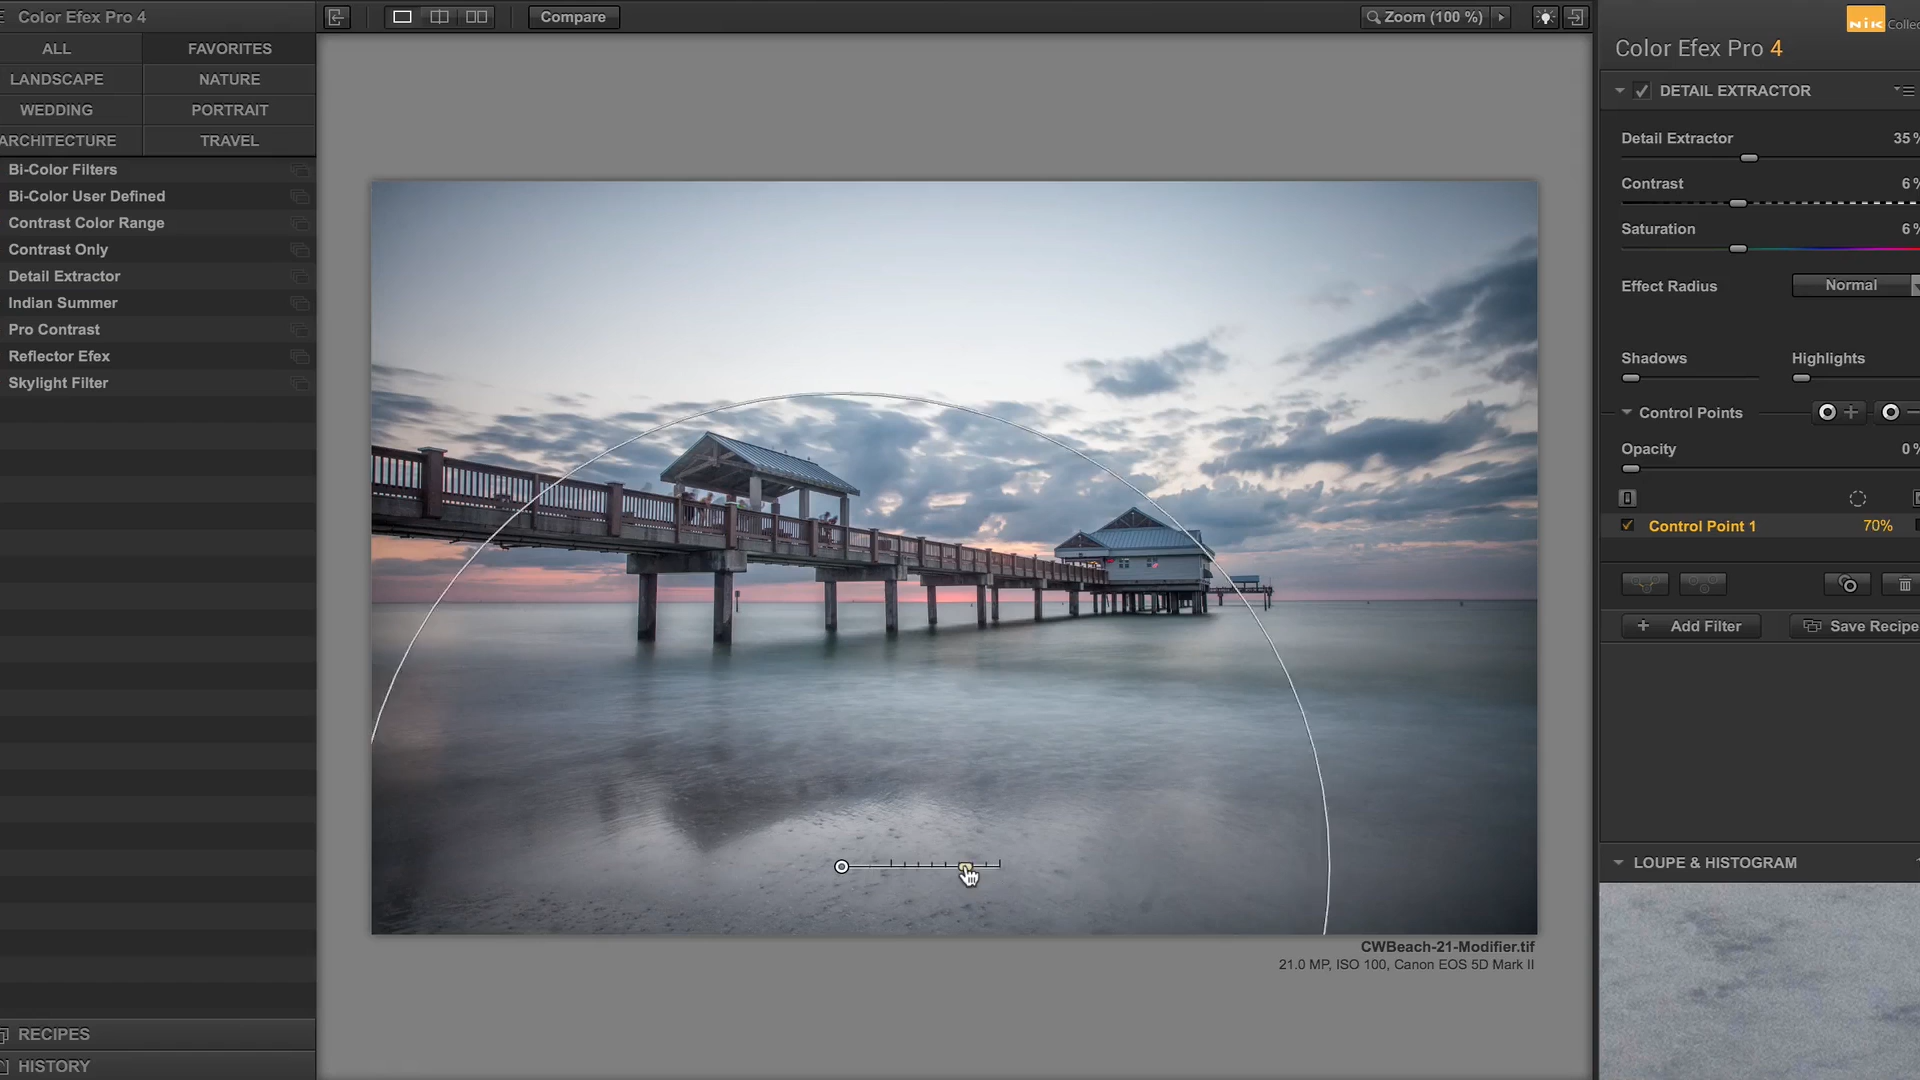 Color Efex Pro 4
ALL
FAVORITES
LANDSCAPE
NATURE
WEDDING
PORTRAIT
ARCHITECTURE
TRAVEL
Bi-Color Filters
Bi-Color User Defined
Contrast Color Range
Contrast Only
Detail Extractor
Indian Summer
Pro Contrast
Reflector Efex
Skylight Filter
RECIPES
HISTORY
Compare
Zoom (100 %)
CWBeach-21-Modifier.tif
21.0 MP, ISO 100, Canon EOS 5D Mark II
NiK Collec
Color Efex Pro 4
DETAIL EXTRACTOR
Detail Extractor 35 %
Contrast 6 %
Saturation 6 %
Effect Radius Normal
Shadows Highlights
Control Points
Opacity 0 %
Control Point 1 70%
Add Filter Save Recipe
LOUPE & HISTOGRAM